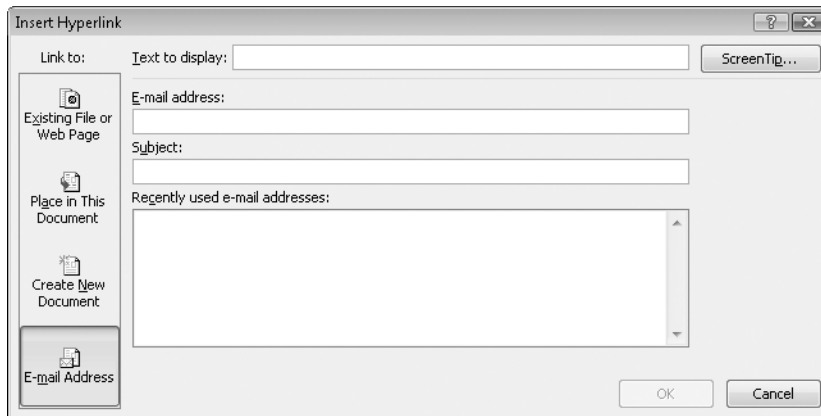 Insert Hyperlink
Link to:
Text to display:
ScreenTip...
Existing File or
Web Page
Place in This
Document
Create New
Document
E-mail Address
E-mail address:
Subject:
Recently used e-mail addresses:
OK
Cancel